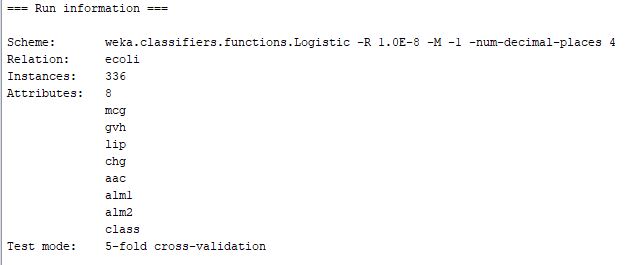 === Run information ===
Scheme: weka.classifiers.functions.Logistic -R 1.0E-8 -M -1 -num-decimal-places 4
Relation: ecoli
Instances: 336
Attributes: 8
mcg
gvh
lip
chg
aac
alm1
alm2
class
Test mode: 5-fold cross-validation